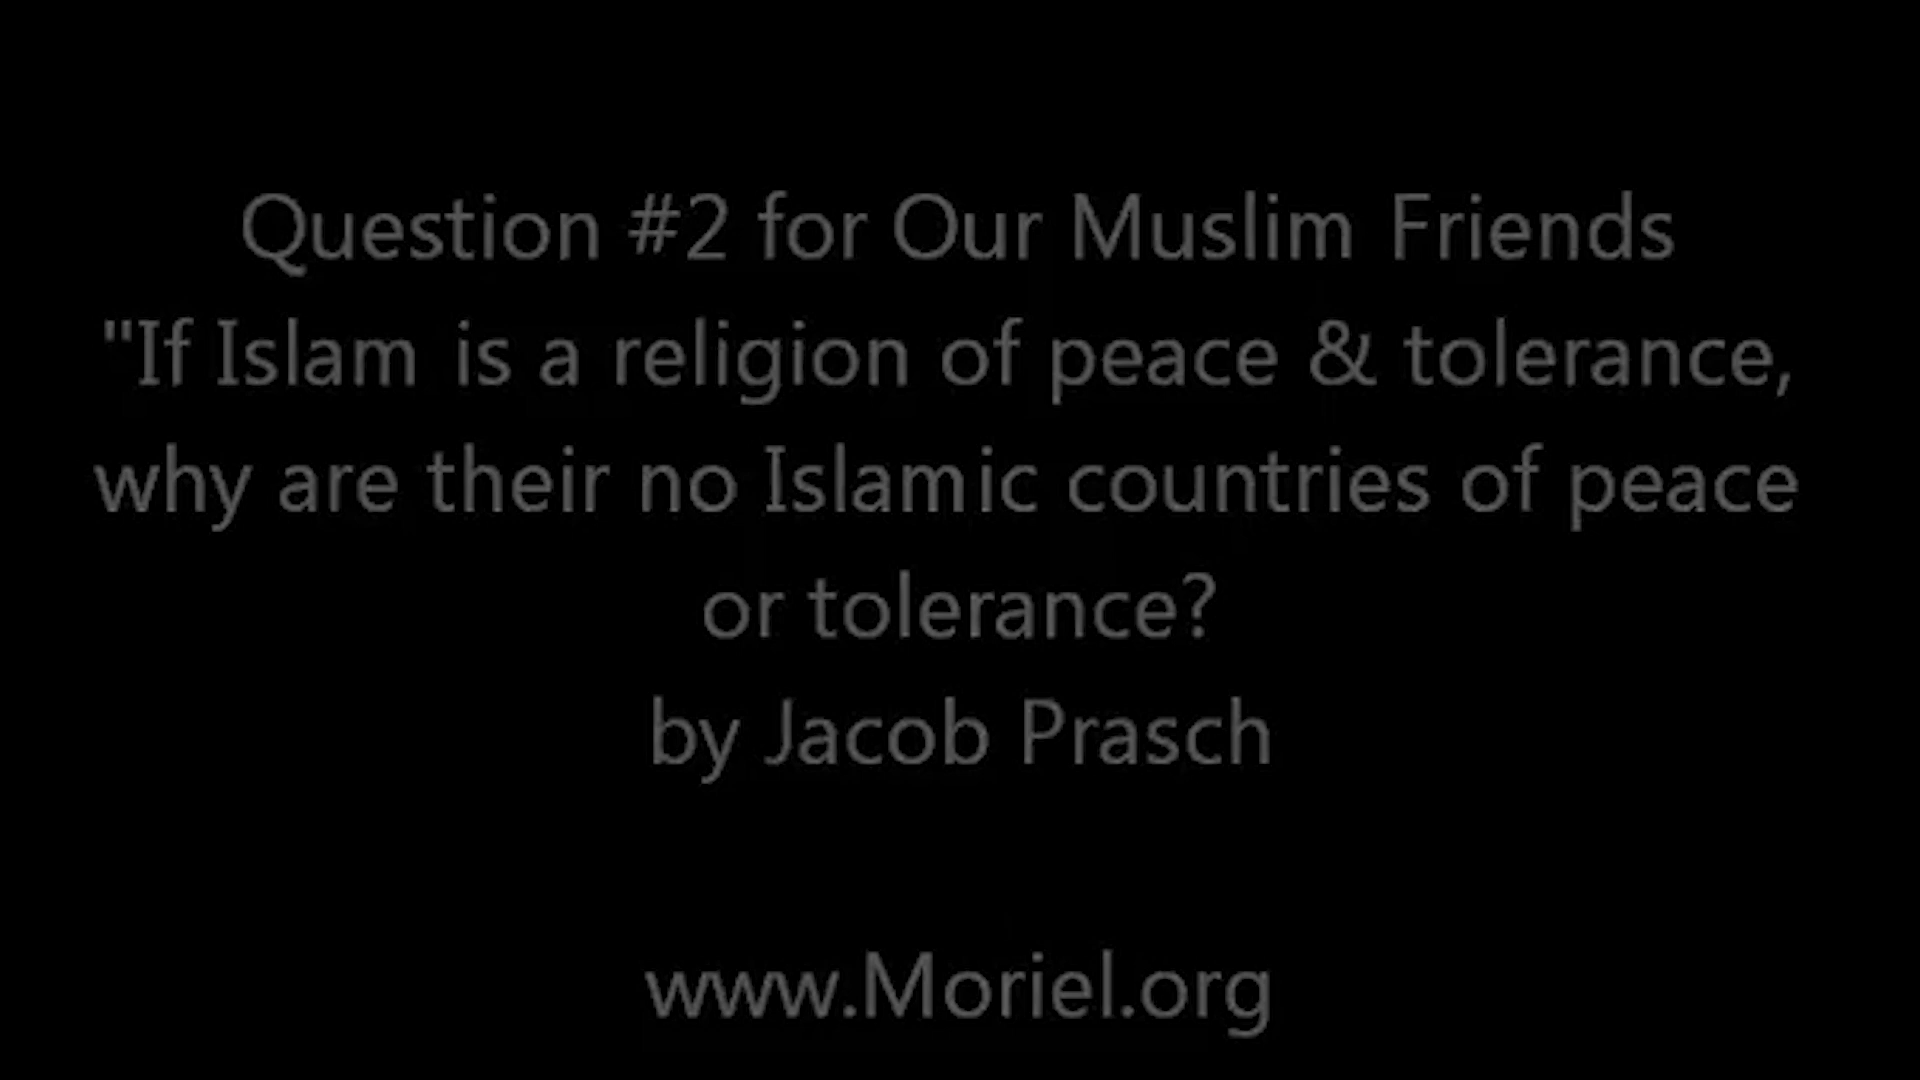 Question #2 for Our Muslim Friends
"If Islam is a religion of peace & tolerance,
why are their no Islamic countries of peace
or tolerance?
by Jacob Prasch
www.Moriel.org